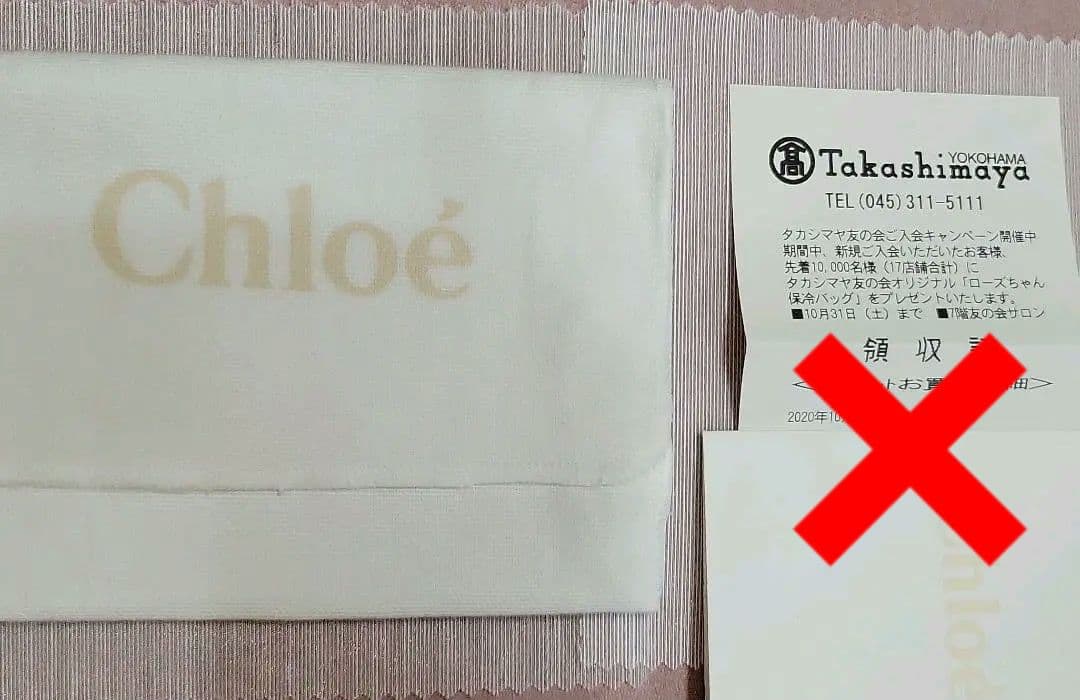 Chloé
髙 Takashimaya YOKOHAMA
TEL(045)311-5111
タカシマヤ友の会ご入会キャンペーン開催中
期間中、新規ご入会いただいたお客様、
先着10,000名様（17店舗合計）に
タカシマヤ友の会オリジナル「ローズちゃん
保冷バッグ」をプレゼントいたします。
■10月31日（土）まで ■7階友の会サロン
領収
お買
2020年10
Chloé